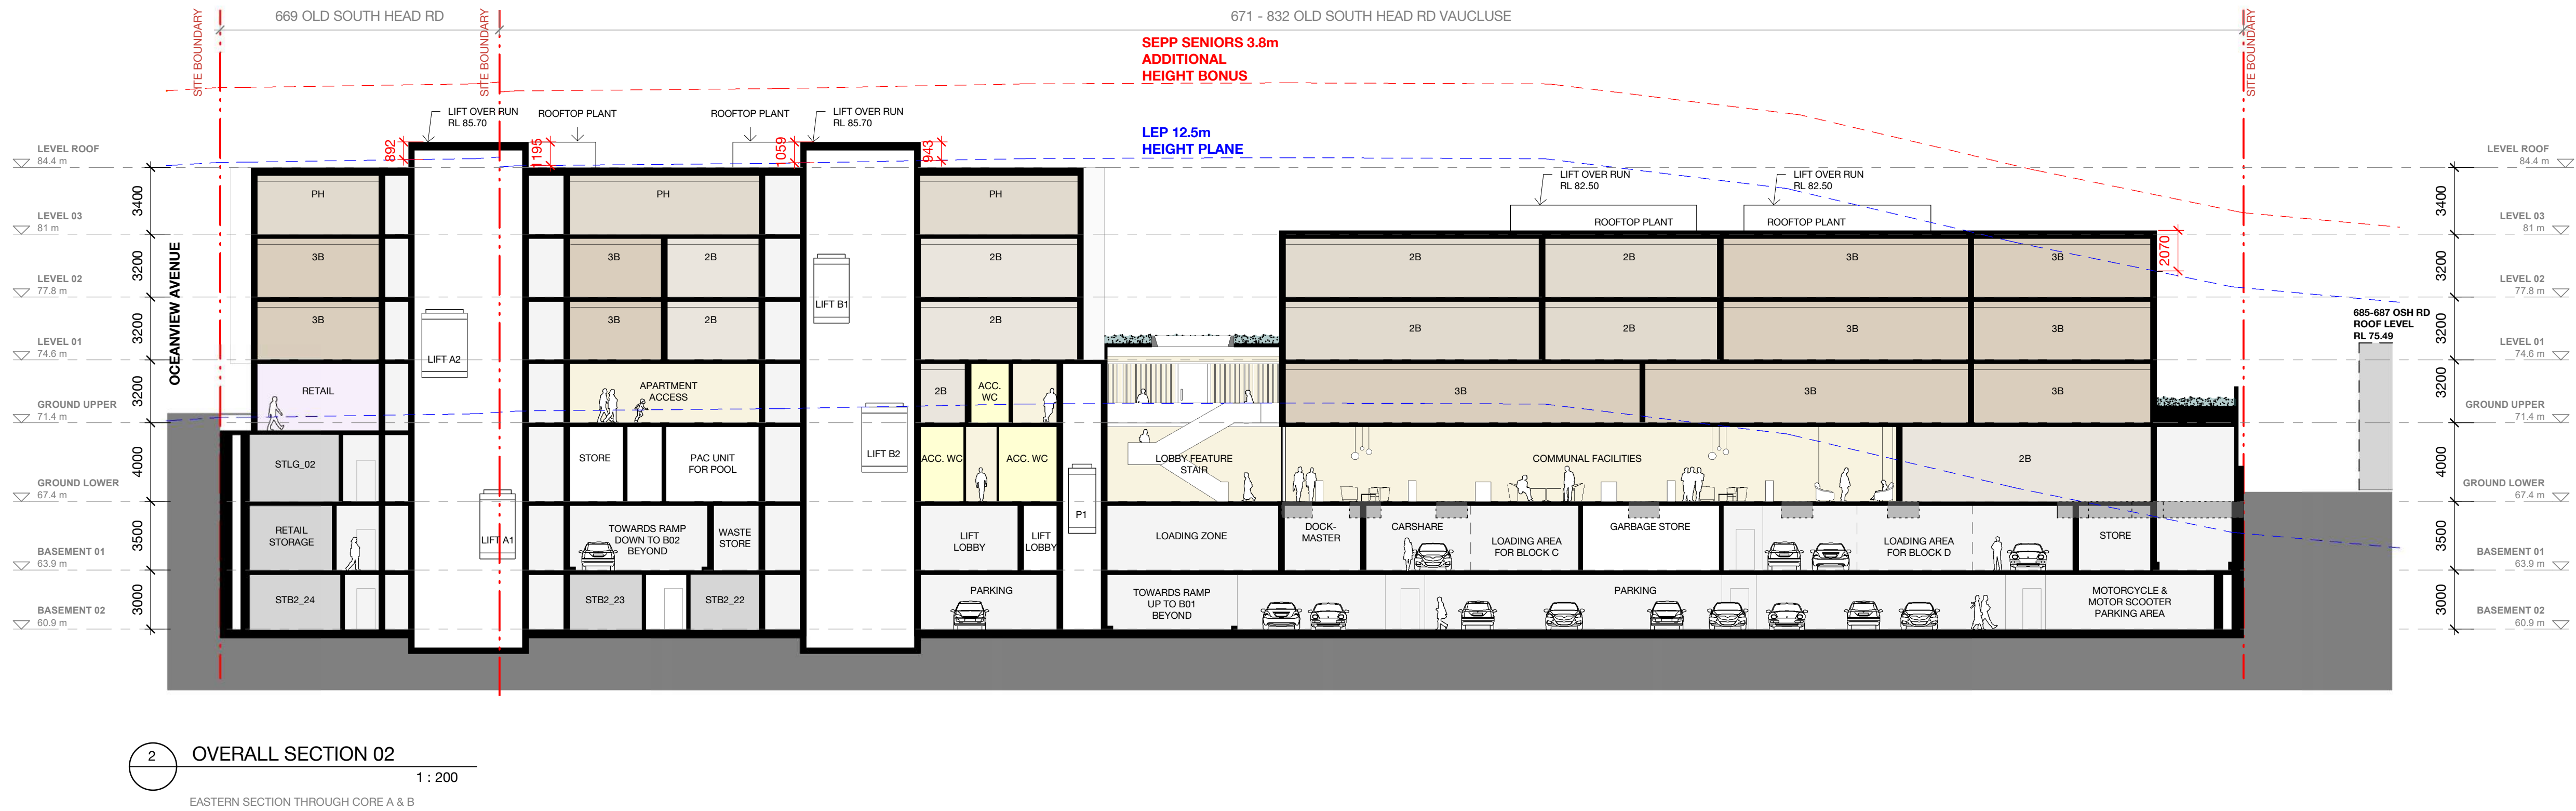 669 OLD SOUTH HEAD RD
671 - 832 OLD SOUTH HEAD RD VAUCLUSE
SITE BOUNDARY
SITE BOUNDARY
SITE BOUNDARY
SEPP SENIORS 3.8m
ADDITIONAL
HEIGHT BONUS
LEP 12.5m
HEIGHT PLANE
LIFT OVER RUN
RL 85.70
ROOFTOP PLANT
ROOFTOP PLANT
LIFT OVER RUN
RL 85.70
892
1195
1059
943
LIFT OVER RUN
RL 82.50
LIFT OVER RUN
RL 82.50
ROOFTOP PLANT
ROOFTOP PLANT
2070
LEVEL ROOF
84.4 m
LEVEL 03
81 m
LEVEL 02
77.8 m
LEVEL 01
74.6 m
GROUND UPPER
71.4 m
GROUND LOWER
67.4 m
BASEMENT 01
63.9 m
BASEMENT 02
60.9 m
3400
3200
3200
3200
4000
3500
3000
OCEANVIEW AVENUE
PH
PH
PH
3B
3B
2B
2B
2B
2B
3B
3B
3B
3B
2B
2B
2B
2B
3B
3B
LIFT A2
LIFT B1
RETAIL
APARTMENT
ACCESS
2B
ACC.
WC
3B
3B
3B
STLG_02
STORE
PAC UNIT
FOR POOL
LIFT B2
ACC. WC
ACC. WC
LOBBY FEATURE
STAIR
COMMUNAL FACILITIES
2B
RETAIL
STORAGE
LIFT A1
TOWARDS RAMP
DOWN TO B02
BEYOND
WASTE
STORE
LIFT
LOBBY
LIFT
LOBBY
P1
LOADING ZONE
DOCK-
MASTER
CARSHARE
LOADING AREA
FOR BLOCK C
GARBAGE STORE
LOADING AREA
FOR BLOCK D
STORE
STB2_24
STB2_23
STB2_22
PARKING
TOWARDS RAMP
UP TO B01
BEYOND
PARKING
MOTORCYCLE &
MOTOR SCOOTER
PARKING AREA
685-687 OSH RD
ROOF LEVEL
RL 75.49
3400
3200
3200
3200
4000
3500
3000
LEVEL ROOF
84.4 m
LEVEL 03
81 m
LEVEL 02
77.8 m
LEVEL 01
74.6 m
GROUND UPPER
71.4 m
GROUND LOWER
67.4 m
BASEMENT 01
63.9 m
BASEMENT 02
60.9 m
2
OVERALL SECTION 02
1 : 200
EASTERN SECTION THROUGH CORE A & B